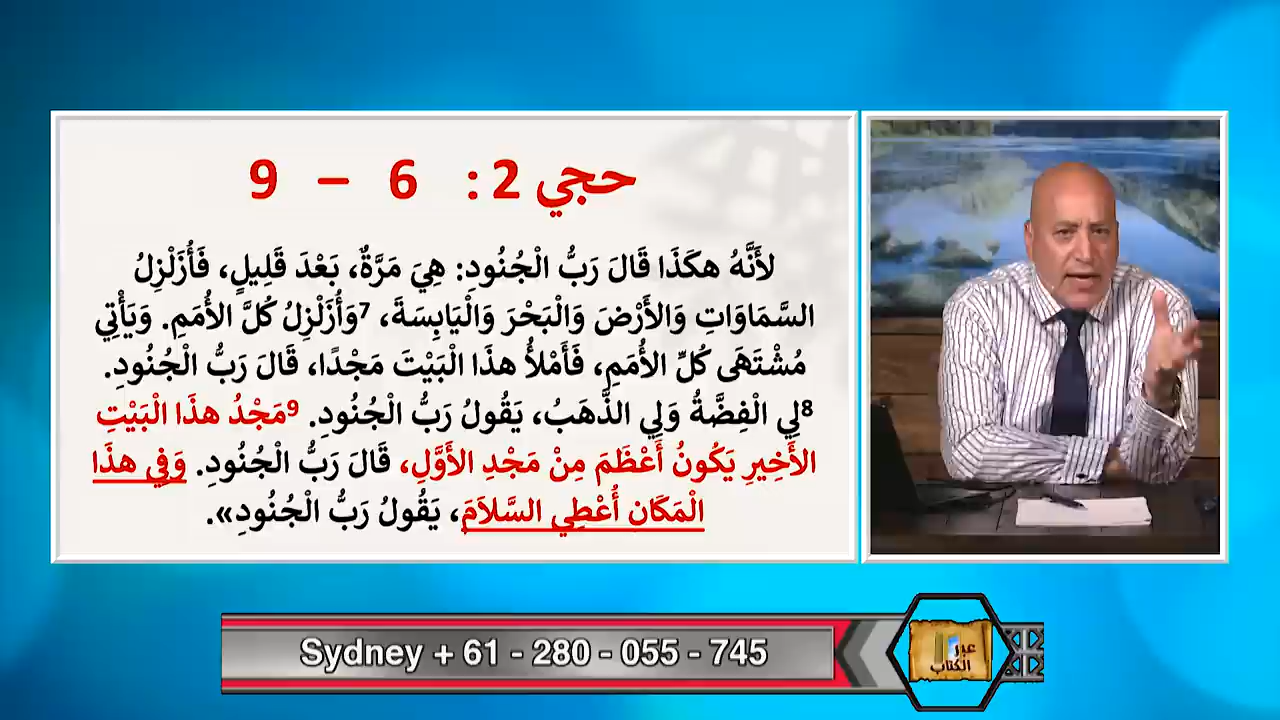 حجي 2 : 6 – 9
لأَنَّهُ هكَذَا قَالَ رَبُّ الْجُنُودِ: هِيَ مَرَّةٌ، بَعْدَ قَلِيلٍ، فَأُزَلْزِلُ
السَّمَاوَاتِ وَالأَرْضَ وَالْبَحْرَ وَالْيَابِسَةَ، 7وَأُزَلْزِلُ كُلَّ الأُمَمِ. وَيَأْتِي
مُشْتَهَى كُلِّ الأُمَمِ، فَأَمْلأُ هذَا الْبَيْتَ مَجْدًا، قَالَ رَبُّ الْجُنُودِ.
8لِي الْفِضَّةُ وَلِي الذَّهَبُ، يَقُولُ رَبُّ الْجُنُودِ. 9مَجْدُ هذَا الْبَيْتِ
الأَخِيرِ يَكُونُ أَعْظَمَ مِنْ مَجْدِ الأَوَّلِ، قَالَ رَبُّ الْجُنُودِ. وَفِي هذَا
الْمَكَانِ أُعْطِي السَّلاَمَ، يَقُولُ رَبُّ الْجُنُودِ».
Sydney + 61 - 280 - 055 - 745
عبر
الكتاب